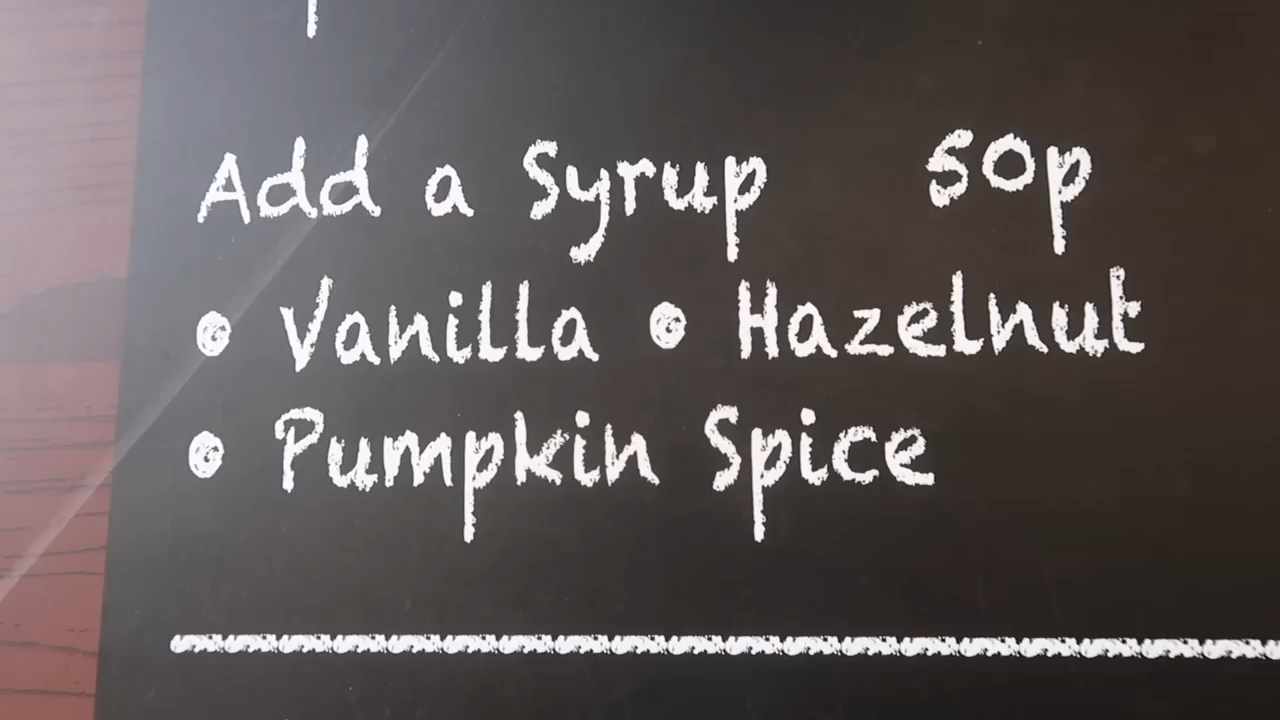 Add a Syrup 50p
• Vanilla • Hazelnut
• Pumpkin Spice